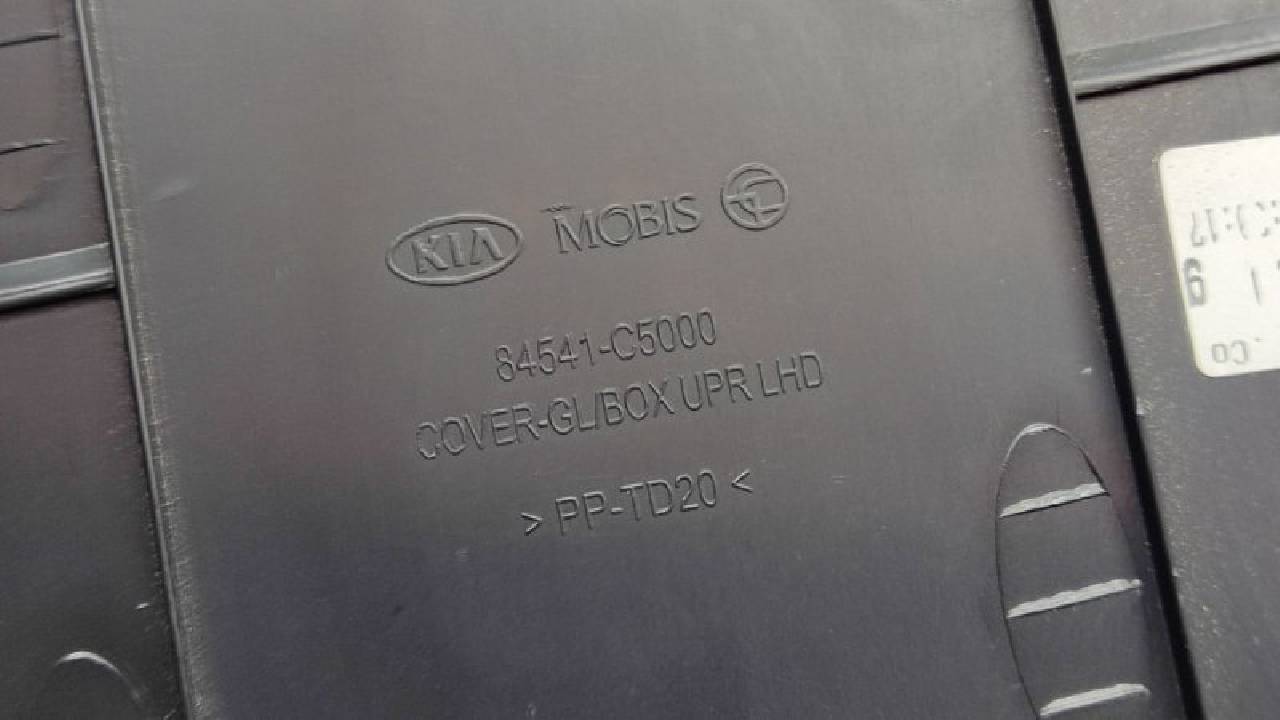 KIA MOBIS
84541-C5000
COVER-GL/BOX UPR LHD
> PP-TD20 <